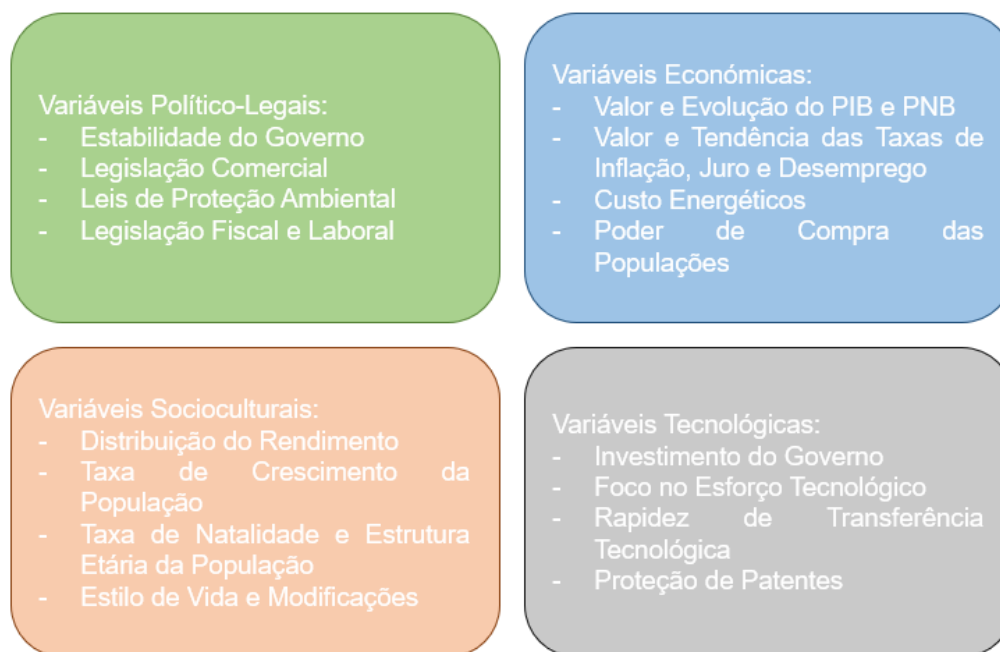 Variáveis Político-Legais:
- Estabilidade do Governo
- Legislação Comercial
- Leis de Proteção Ambiental
- Legislação Fiscal e Laboral
Variáveis Económicas:
- Valor e Evolução do PIB e PNB
- Valor e Tendência das Taxas de
Inflação, Juro e Desemprego
- Custo Energéticos
- Poder de Compra das
Populações
Variáveis Socioculturais:
- Distribuição do Rendimento
- Taxa de Crescimento da
População
- Taxa de Natalidade e Estrutura
Etária da População
- Estilo de Vida e Modificações
Variáveis Tecnológicas:
- Investimento do Governo
- Foco no Esforço Tecnológico
- Rapidez de Transferência
Tecnológica
- Proteção de Patentes